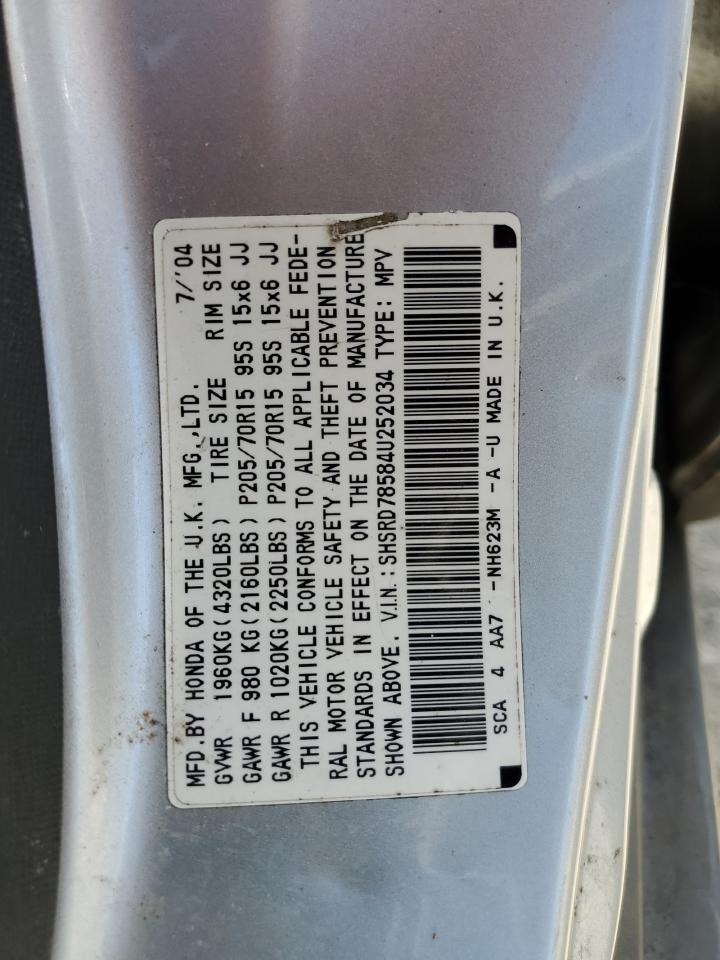 MFD.BY HONDA OF THE U.K. MFG.,LTD. 7/'04
GVWR 1960KG(4320LBS) TIRE SIZE RIM SIZE
GAWR F 980 KG(2160LBS) P205/70R15 95S 15x6 JJ
GAWR R 1020KG(2250LBS) P205/70R15 95S 15x6 JJ
THIS VEHICLE CONFORMS TO ALL APPLICABLE FEDE-
RAL MOTOR VEHICLE SAFETY AND THEFT PREVENTION
STANDARDS IN EFFECT ON THE DATE OF MANUFACTURE
SHOWN ABOVE. V.I.N.:SHSRD78584U252034 TYPE: MPV
SCA 4 AA7 -NH623M -A -U MADE IN U.K.